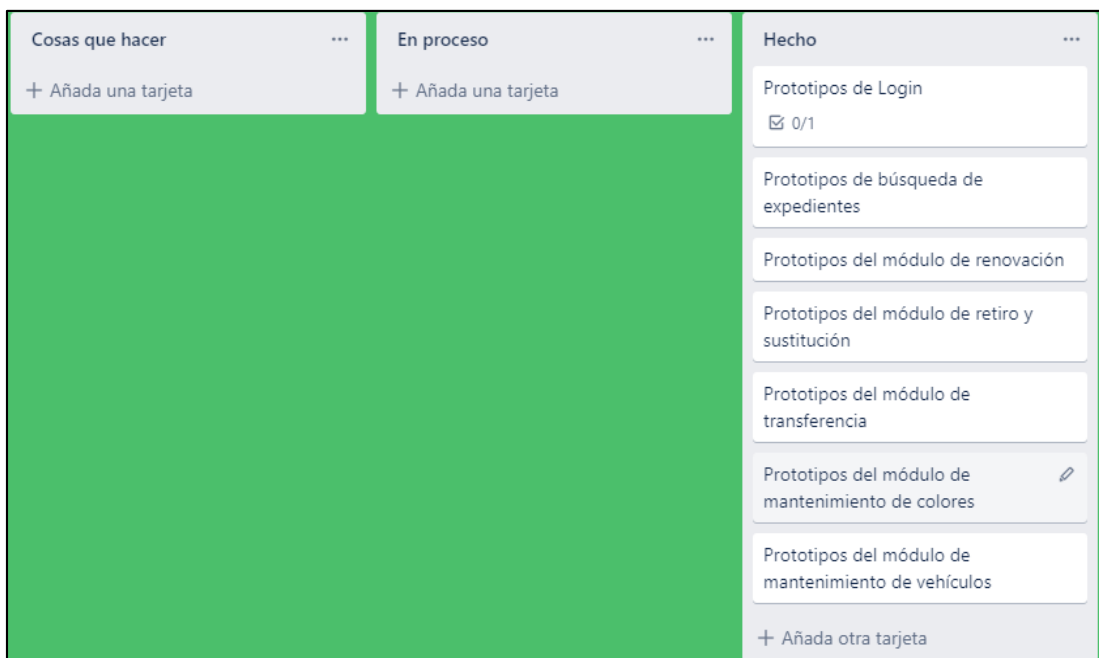 Cosas que hacer
+ Añada una tarjeta
En proceso
+ Añada una tarjeta
Hecho
Prototipos de Login
0/1
Prototipos de búsqueda de
expedientes
Prototipos del módulo de renovación
Prototipos del módulo de retiro y
sustitución
Prototipos del módulo de
transferencia
Prototipos del módulo de
mantenimiento de colores
Prototipos del módulo de
mantenimiento de vehículos
+ Añada otra tarjeta